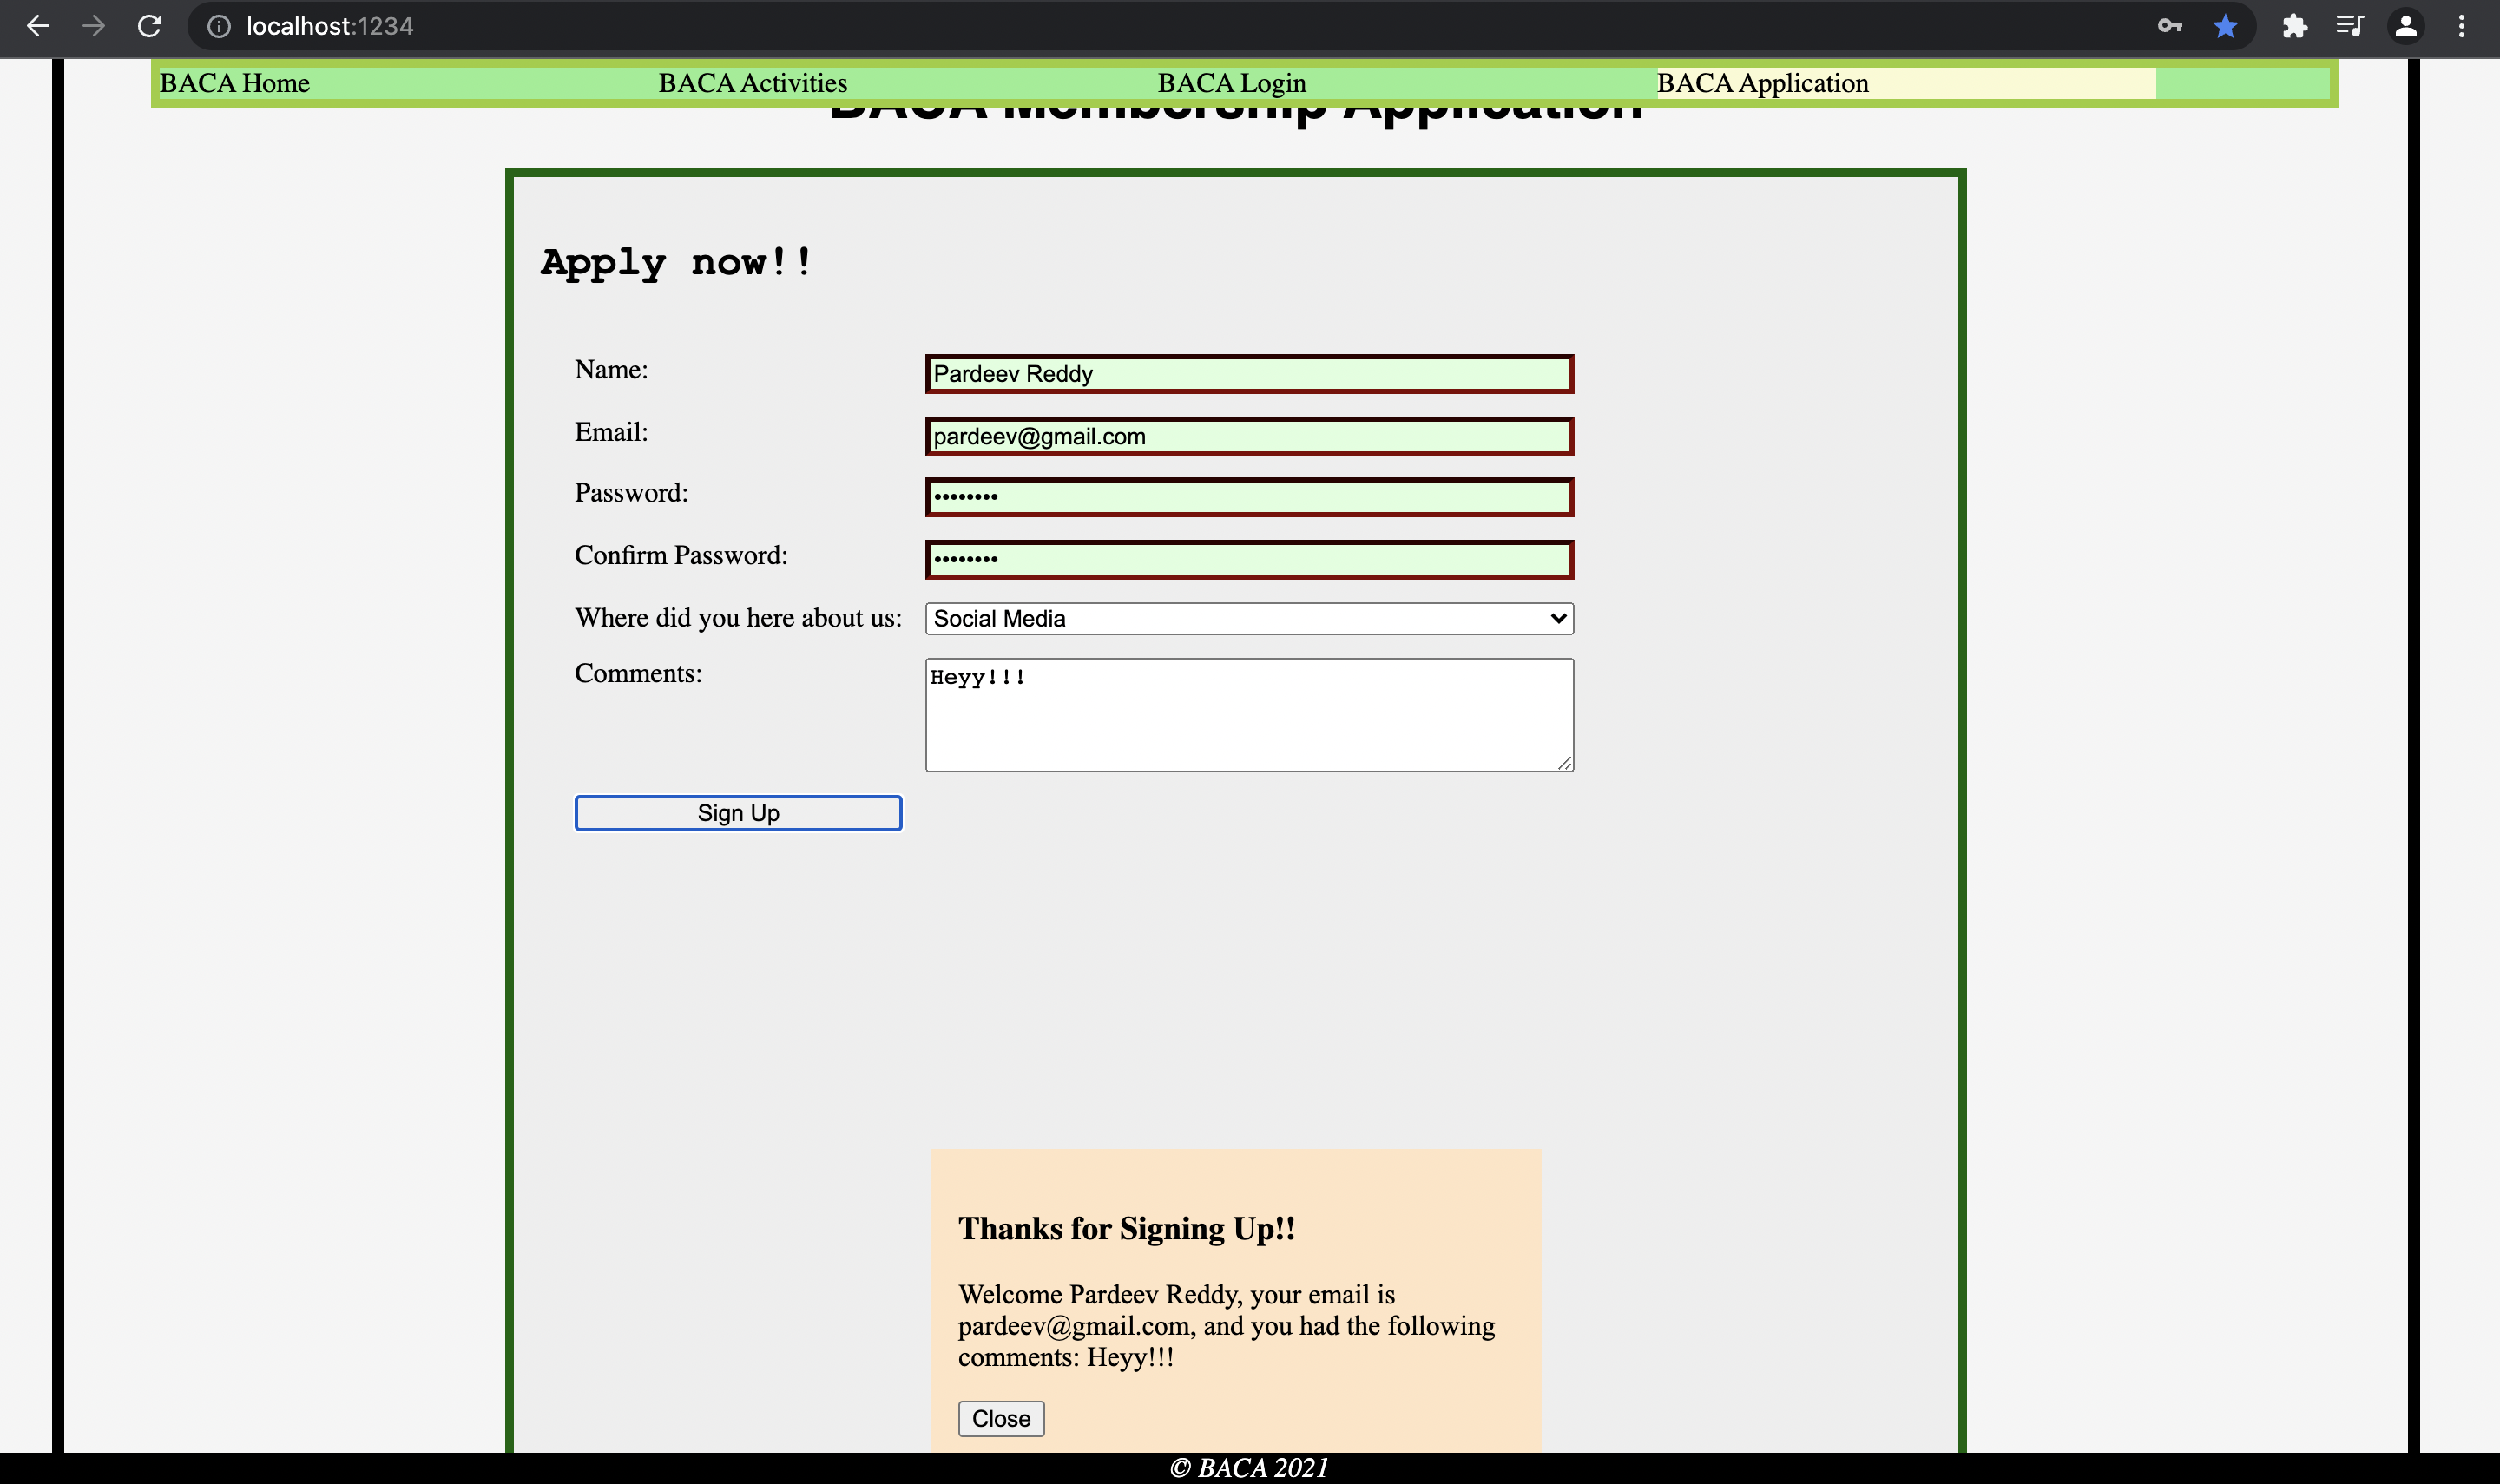 localhost:1234
BACA Home BACA Activities BACA Login BACA Application
BACA Membership Application
Apply now!!
Name: Pardeev Reddy
Email: pardeev@gmail.com
Password: ••••••••
Confirm Password: ••••••••
Where did you here about us: Social Media
Comments: Heyy!!!
Sign Up
Thanks for Signing Up!!
Welcome Pardeev Reddy, your email is
pardeev@gmail.com, and you had the following
comments: Heyy!!!
Close
© BACA 2021